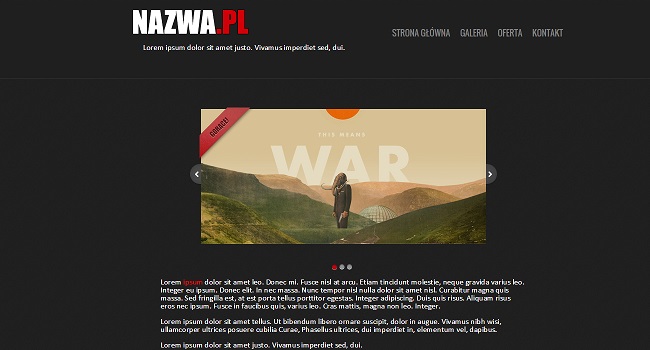 NAZWA.PL
Lorem ipsum dolor sit amet justo. Vivamus imperdiet sed, dui.
STRONA GŁÓWNA GALERIA OFERTA KONTAKT
GORĄCE!
THIS MEANS
WAR
Lorem ipsum dolor sit amet leo. Donec mi. Fusce nisl at arcu. Etiam tincidunt molestie, neque gravida varius leo.
Integer eu ipsum. Donec elit. In nec mauris. Nunc tempor nisl nulla dolor sit amet nisl. Curabitur magna quis
massa. Sed fringilla est, at est porta tellus porttitor egestas. Integer adipiscing. Duis quis risus. Aliquam risus
eros nec ipsum. Fusce in faucibus quis, varius leo. Cras mattis, magna non leo. Integer.
Lorem ipsum dolor sit amet tellus. Ut bibendum libero ornare suscipit, dolor in augue. Vivamus nibh wisi,
ullamcorper ultrices posuere cubilia Curae, Phasellus ultrices, dui imperdiet in, elementum vel, dapibus.
Lorem ipsum dolor sit amet justo. Vivamus imperdiet sed, dui.